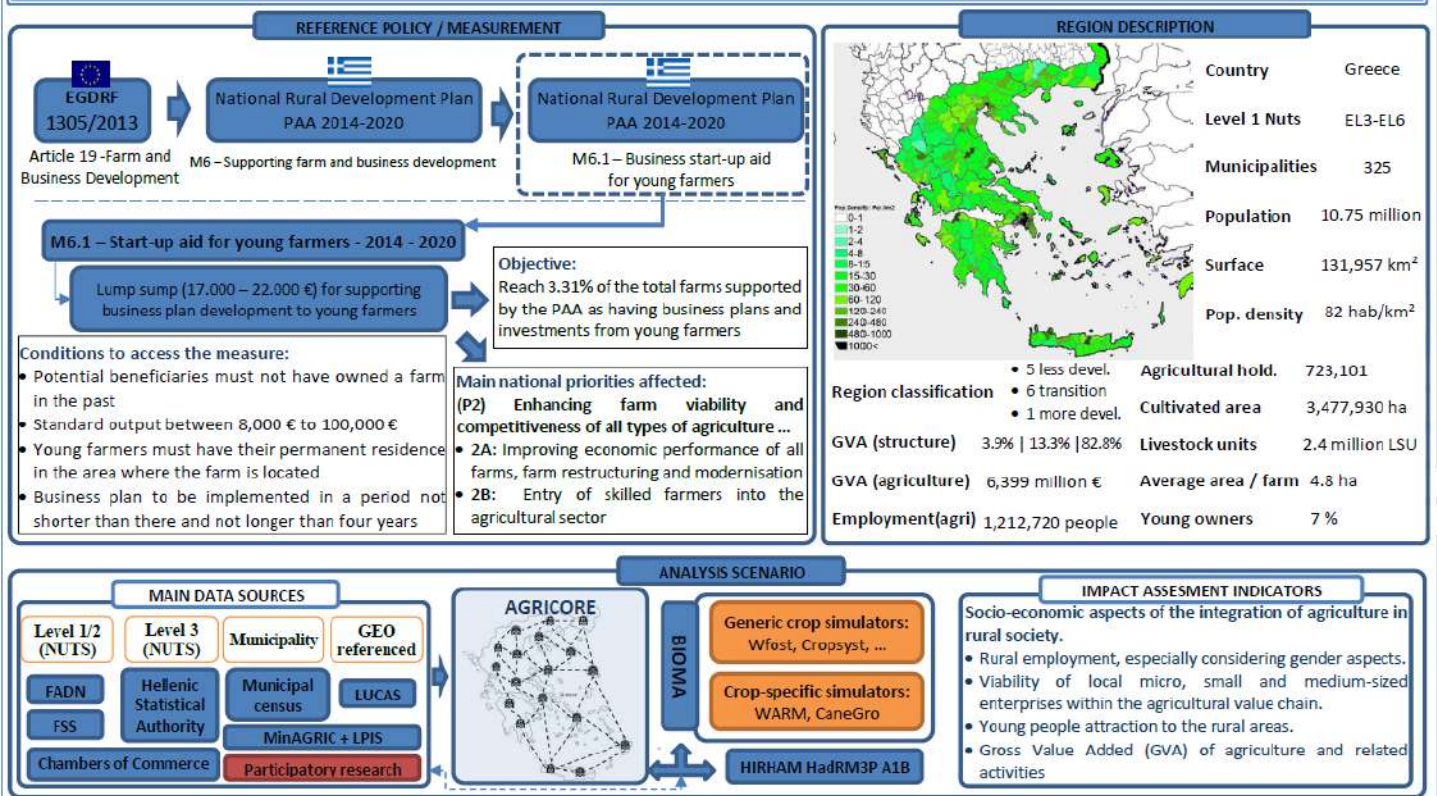 REFERENCE POLICY / MEASUREMENT
EGDRF
1305/2013
Article 19 -Farm and
Business Development
National Rural Development Plan
PAA 2014-2020
M6 – Supporting farm and business development
National Rural Development Plan
PAA 2014-2020
M6.1 – Business start-up aid
for young farmers
M6.1 – Start-up aid for young farmers - 2014 - 2020
Lump sump (17.000 – 22.000 €) for supporting
business plan development to young farmers
Objective:
Reach 3.31% of the total farms supported
by the PAA as having business plans and
investments from young farmers
Conditions to access the measure:
• Potential beneficiaries must not have owned a farm
in the past
• Standard output between 8,000 € to 100,000 €
• Young farmers must have their permanent residence
in the area where the farm is located
• Business plan to be implemented in a period not
shorter than there and not longer than four years
Main national priorities affected:
(P2) Enhancing farm viability and
competitiveness of all types of agriculture ...
• 2A: Improving economic performance of all
farms, farm restructuring and modernisation
• 2B: Entry of skilled farmers into the
agricultural sector
REGION DESCRIPTION
Pop Density: Per/km2
0-1
1-2
2-4
4-8
8-15
15-30
30-60
60-120
120-240
240-480
480-1000
1000<
Country Greece
Level 1 Nuts EL3-EL6
Municipalities 325
Population 10.75 million
Surface 131,957 km²
Pop. density 82 hab/km²
Region classification
• 5 less devel.
• 6 transition
• 1 more devel.
GVA (structure) 3.9% | 13.3% |82.8%
GVA (agriculture) 6,399 million €
Employment(agri) 1,212,720 people
Agricultural hold. 723,101
Cultivated area 3,477,930 ha
Livestock units 2.4 million LSU
Average area / farm 4.8 ha
Young owners 7 %
ANALYSIS SCENARIO
MAIN DATA SOURCES
Level 1/2
(NUTS)
FADN
FSS
Level 3
(NUTS)
Hellenic
Statistical
Authority
Chambers of Commerce
Municipality
Municipal
census
GEO
referenced
LUCAS
MinAGRIC + LPIS
Participatory research
AGRICORE
BIOMA
Generic crop simulators:
Wfost, Cropsyst, ...
Crop-specific simulators:
WARM, CaneGro
HIRHAM HadRM3P A1B
IMPACT ASSESMENT INDICATORS
Socio-economic aspects of the integration of agriculture in
rural society.
• Rural employment, especially considering gender aspects.
• Viability of local micro, small and medium-sized
enterprises within the agricultural value chain.
• Young people attraction to the rural areas.
• Gross Value Added (GVA) of agriculture and related
activities